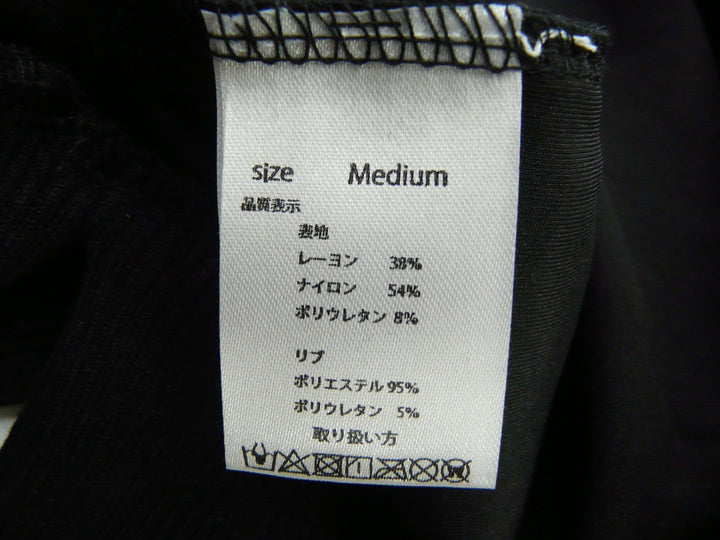 size Medium
品質表示
表地
レーヨン 38%
ナイロン 54%
ポリウレタン 8%
リブ
ポリエステル 95%
ポリウレタン 5%
取り扱い方